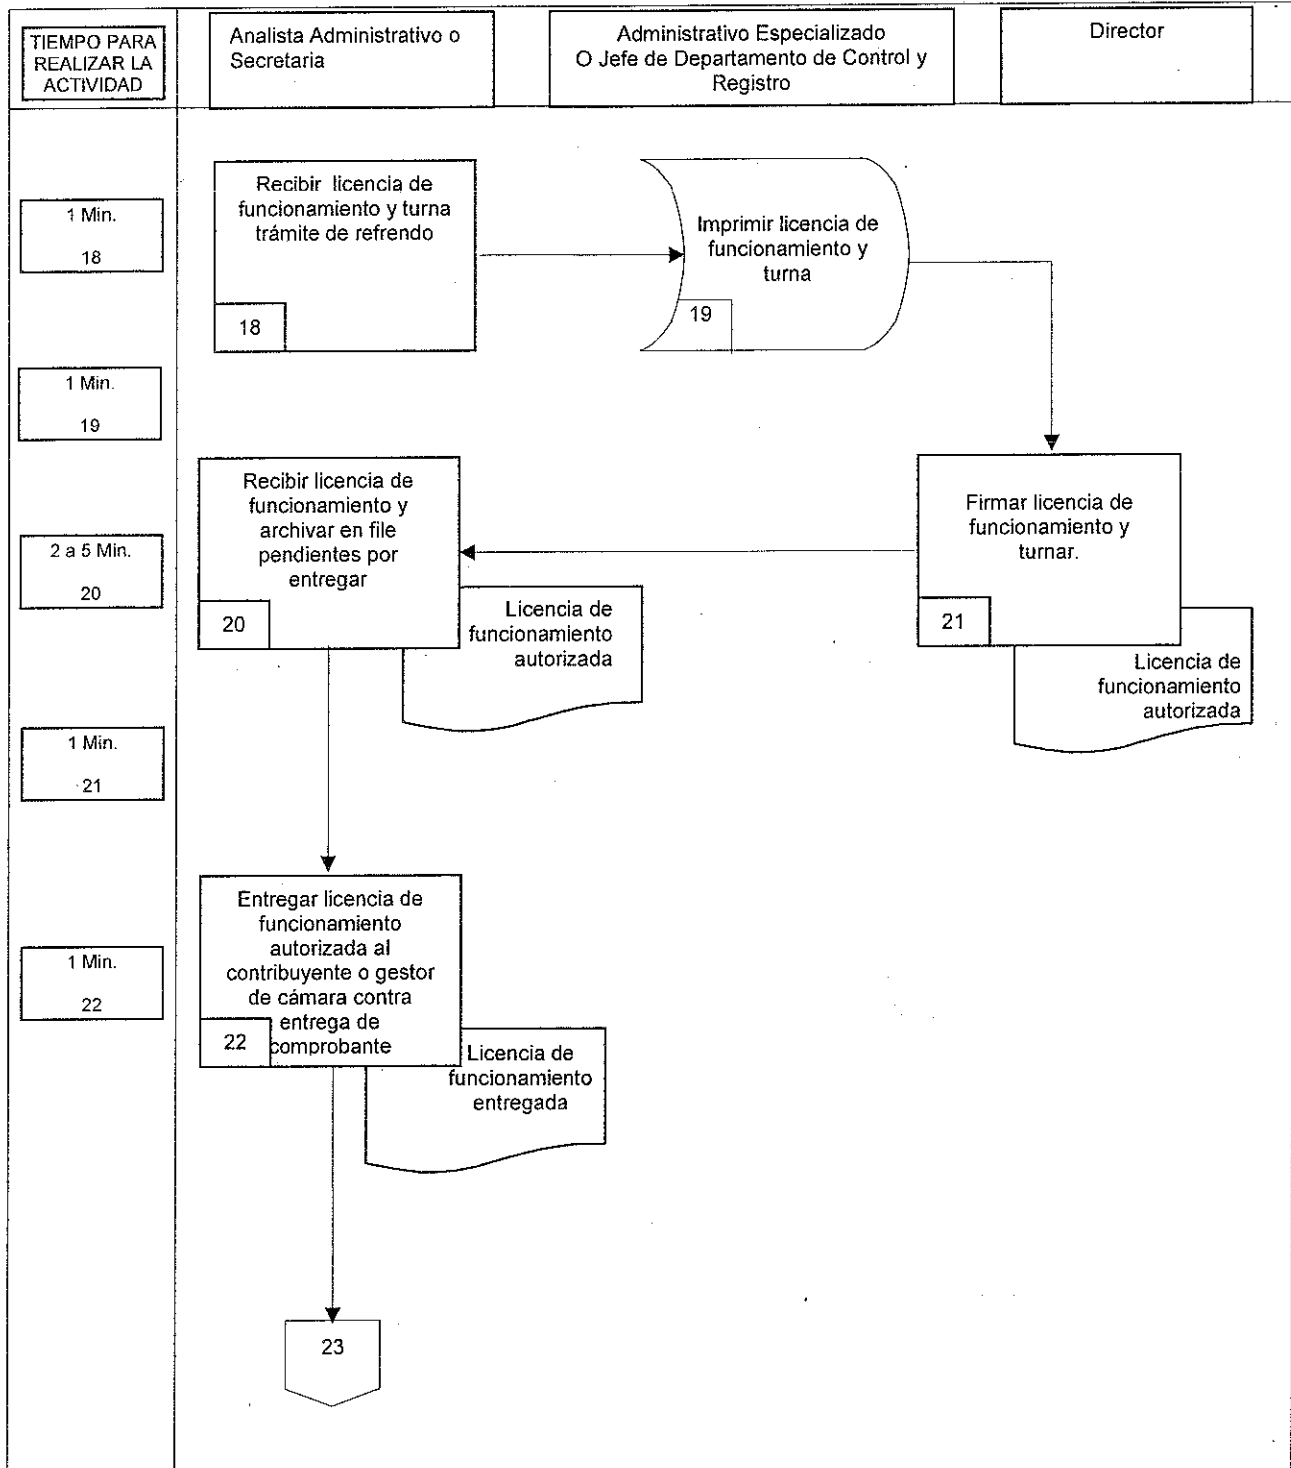 TIEMPO PARA
REALIZAR LA
ACTIVIDAD
Analista Administrativo o
Secretaria
Administrativo Especializado
O Jefe de Departamento de Control y
Registro
Director
1 Min.
18
Recibir licencia de
funcionamiento y turna
trámite de refrendo
18
Imprimir licencia de
funcionamiento y
turna
19
1 Min.
19
Recibir licencia de
funcionamiento y
archivar en file
pendientes por
entregar
20
Licencia de
funcionamiento
autorizada
Firmar licencia de
funcionamiento y
turnar.
21
Licencia de
funcionamiento
autorizada
2 a 5 Min.
20
1 Min.
21
Entregar licencia de
funcionamiento
autorizada al
contribuyente o gestor
de cámara contra
entrega de
comprobante
22
Licencia de
funcionamiento
entregada
1 Min.
22
23